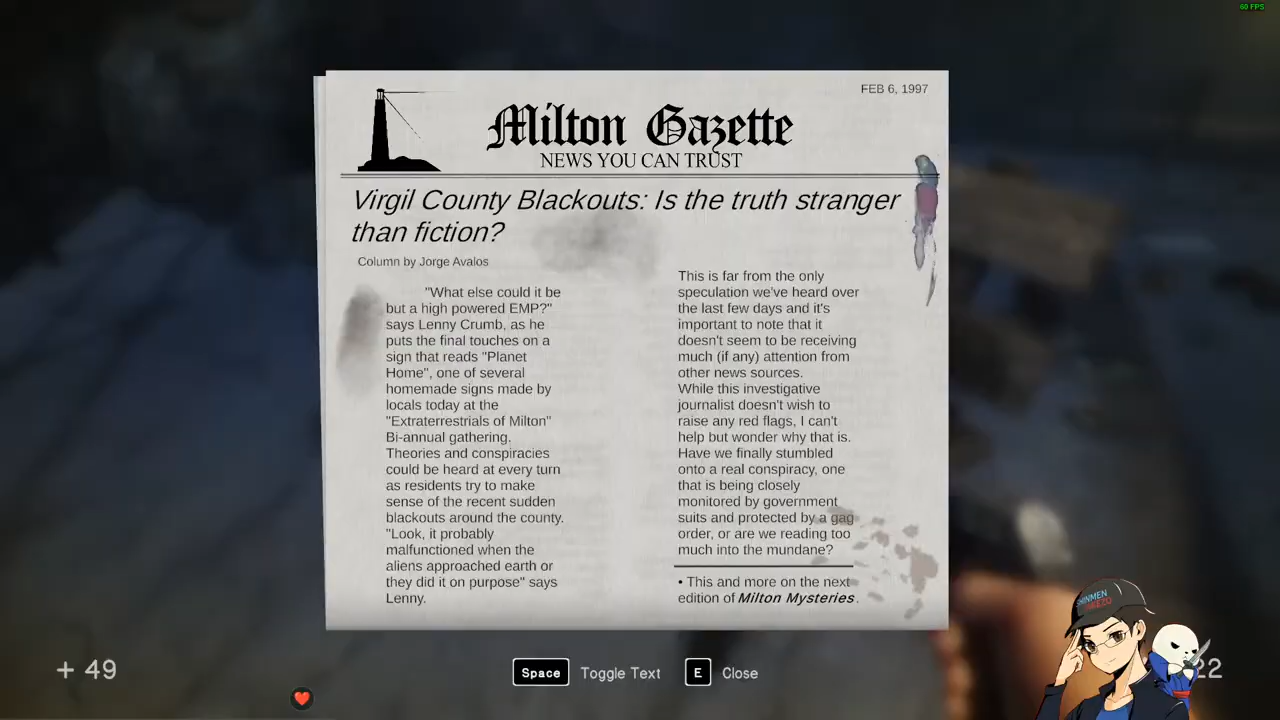 60 FPS
FEB 6, 1997
Milton Gazette
NEWS YOU CAN TRUST
Virgil County Blackouts: Is the truth stranger
than fiction?
Column by Jorge Avalos
"What else could it be
but a high powered EMP?"
says Lenny Crumb, as he
puts the final touches on a
sign that reads "Planet
Home", one of several
homemade signs made by
locals today at the
"Extraterrestrials of Milton"
Bi-annual gathering.
Theories and conspiracies
could be heard at every turn
as residents try to make
sense of the recent sudden
blackouts around the county.
"Look, it probably
malfunctioned when the
aliens approached earth or
they did it on purpose" says
Lenny.
This is far from the only
speculation we've heard over
the last few days and it's
important to note that it
doesn't seem to be receiving
much (if any) attention from
other news sources.
While this investigative
journalist doesn't wish to
raise any red flags, I can't
help but wonder why that is.
Have we finally stumbled
onto a real conspiracy, one
that is being closely
monitored by government
suits and protected by a gag
order, or are we reading too
much into the mundane?
• This and more on the next
edition of Milton Mysteries.
+ 49
Space Toggle Text E Close
22
SHINMEN